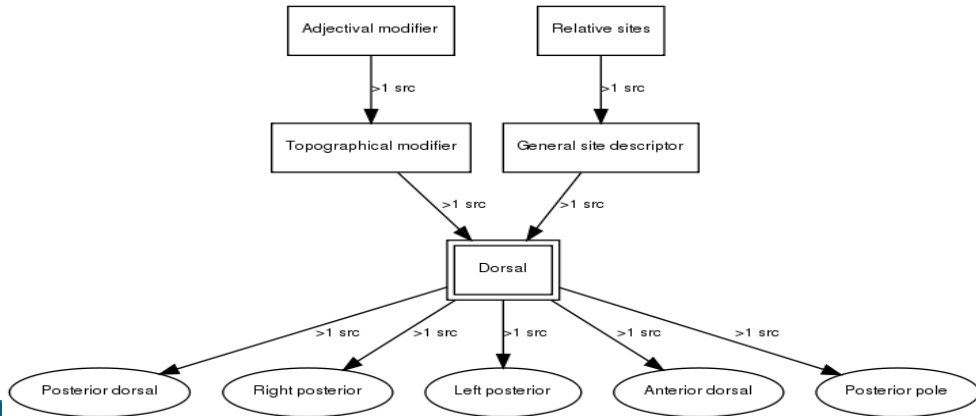 Adjectival modifier
Relative sites
>1 src
>1 src
Topographical modifier
General site descriptor
>1 src
>1 src
Dorsal
>1 src
>1 src
>1 src
>1 src
>1 src
Posterior dorsal
Right posterior
Left posterior
Anterior dorsal
Posterior pole